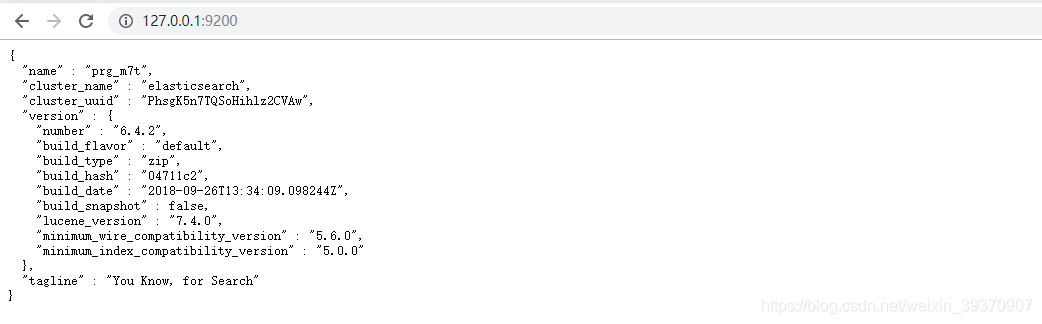 127.0.0.1:9200
{
  "name" : "prg_m7t",
  "cluster_name" : "elasticsearch",
  "cluster_uuid" : "PhsgK5n7TQSoHihlz2CVAw",
  "version" : {
    "number" : "6.4.2",
    "build_flavor" : "default",
    "build_type" : "zip",
    "build_hash" : "04711c2",
    "build_date" : "2018-09-26T13:34:09.098244Z",
    "build_snapshot" : false,
    "lucene_version" : "7.4.0",
    "minimum_wire_compatibility_version" : "5.6.0",
    "minimum_index_compatibility_version" : "5.0.0"
  },
  "tagline" : "You Know, for Search"
}
https://blog.csdn.net/weixin_39370907